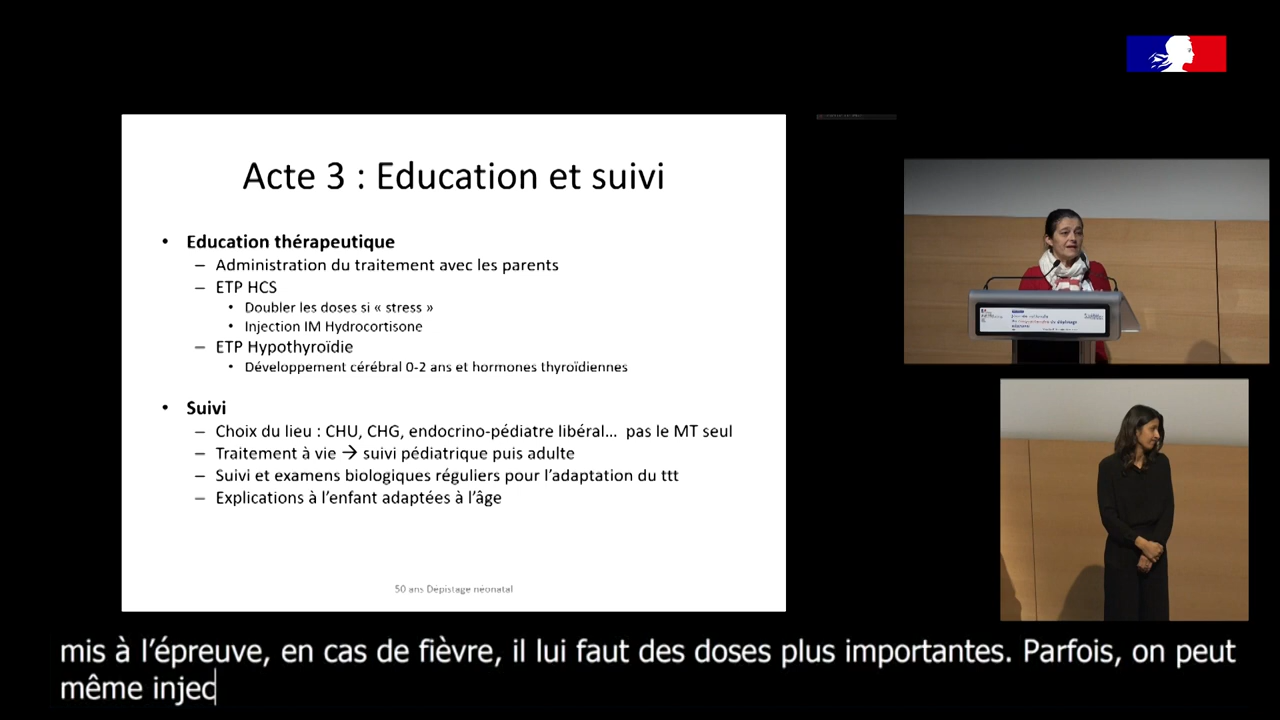 Acte 3 : Education et suivi
• Education thérapeutique
– Administration du traitement avec les parents
– ETP HCS
• Doubler les doses si « stress »
• Injection IM Hydrocortisone
– ETP Hypothyroïdie
• Développement cérébral 0-2 ans et hormones thyroïdiennes
• Suivi
– Choix du lieu : CHU, CHG, endocrino-pédiatre libéral... pas le MT seul
– Traitement à vie → suivi pédiatrique puis adulte
– Suivi et examens biologiques réguliers pour l'adaptation du ttt
– Explications à l'enfant adaptées à l'âge
50 ans Dépistage néonatal
mis à l'épreuve, en cas de fièvre, il lui faut des doses plus importantes. Parfois, on peut
même injec